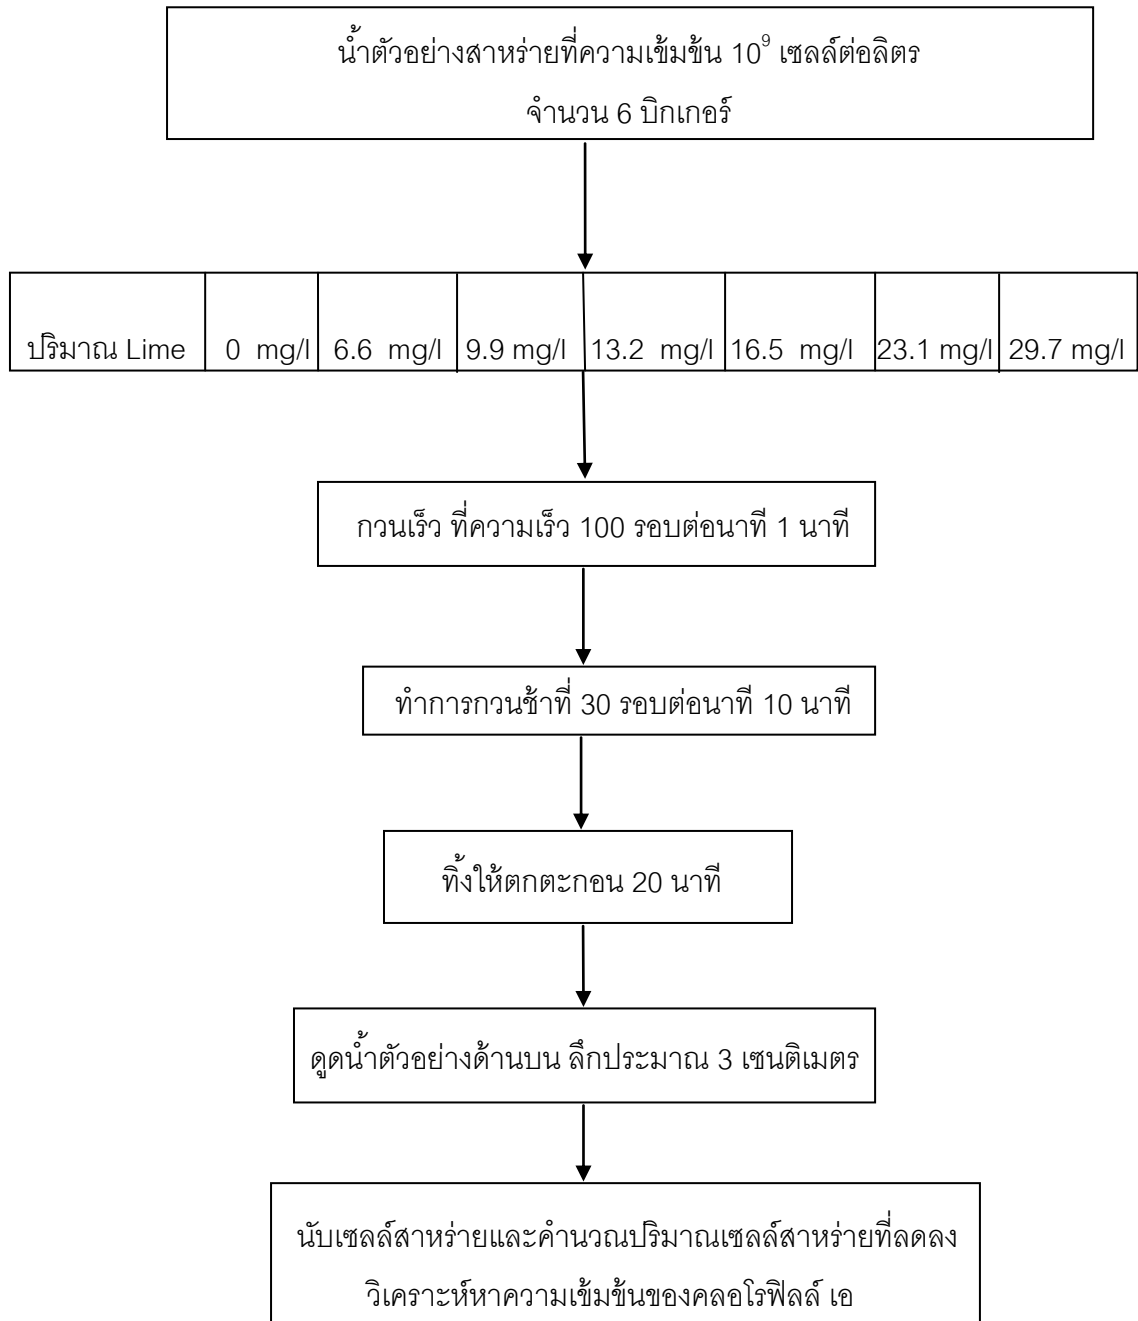 น้ำตัวอย่างสาหร่ายที่ความเข้มข้น 10⁹ เซลล์ต่อลิตร
จำนวน 6 บิกเกอร์
ปริมาณ Lime 0 mg/l 6.6 mg/l 9.9 mg/l 13.2 mg/l 16.5 mg/l 23.1 mg/l 29.7 mg/l
กวนเร็ว ที่ความเร็ว 100 รอบต่อนาที 1 นาที
ทำการกวนช้าที่ 30 รอบต่อนาที 10 นาที
ทิ้งให้ตกตะกอน 20 นาที
ดูดน้ำตัวอย่างด้านบน ลึกประมาณ 3 เซนติเมตร
นับเซลล์สาหร่ายและคำนวณปริมาณเซลล์สาหร่ายที่ลดลง
วิเคราะห์หาความเข้มข้นของคลอโรฟิลล์ เอ